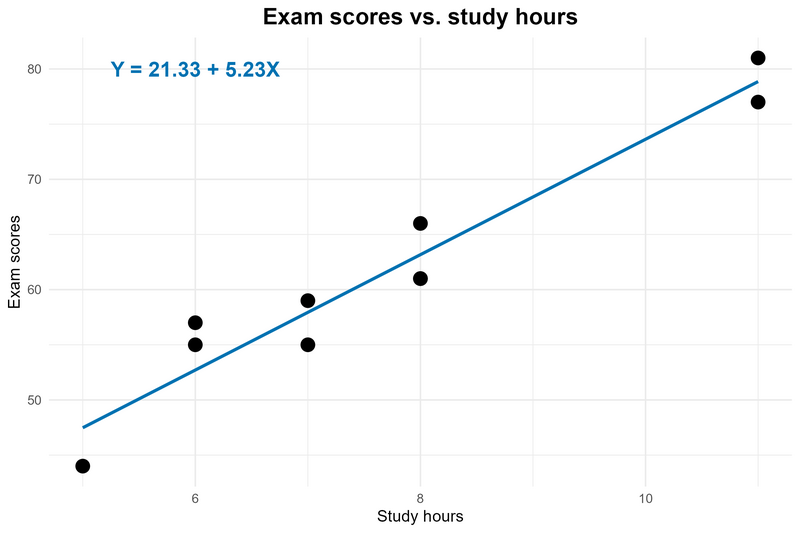 Exam scores vs. study hours
Y = 21.33 + 5.23X
80
70
60
50
Exam scores
6 8 10
Study hours